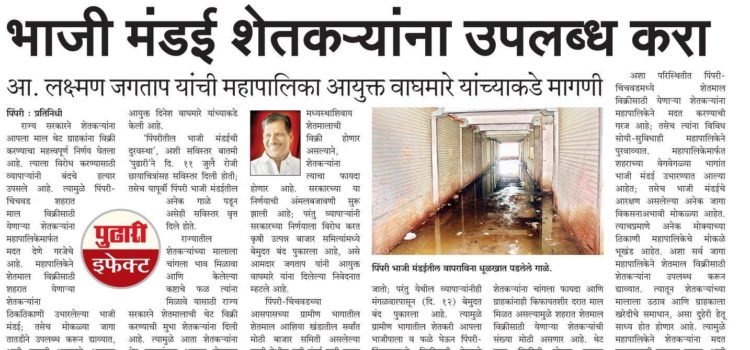 भाजी मंडई शेतकऱ्यांना उपलब्ध करा
आ. लक्ष्मण जगताप यांची महापालिका आयुक्त वाघमारे यांच्याकडे मागणी
पिंपरी : प्रतिनिधी
राज्य सरकारने शेतकऱ्यांना
आपला माल थेट ग्राहकांना विक्री
करण्याचा महत्त्वपूर्ण निर्णय घेतला
आहे. त्याला विरोध करण्यासाठी
व्यापाऱ्यांनी बंदचे हत्यार
उपसले आहे. त्यामुळे पिंपरी-
चिंचवड शहरात
माल विक्रीसाठी
येणाऱ्या शेतकऱ्यांना
महापालिकेमार्फत
मदत देणे गरजेचे
आहे. महापालिकेने
शेतमाल विक्रीसाठी
शहरात येणाऱ्या
शेतकऱ्यांना
ठिकठिकाणी उभारलेल्या भाजी
मंडई; तसेच मोकळ्या जागा
तातडीने उपलब्ध करून द्याव्यात,
पुढारी
इफेक्ट
आयुक्त दिनेश वाघमारे यांच्याकडे
केली आहे.
'पिंपरीतील भाजी मंडईची
दुरवस्था', अशी सविस्तर बातमी
'पुढारी'ने दि. ११ जुलै रोजी
छायाचित्रांसह विस्तृत दिली होती;
तसेच यापूर्वी पिंपरी भाजी मंडईतील
अनेक गाळे पडून
असेही सविस्तर वृत्त
दिले होते.
राज्यातील
शेतकऱ्यांच्या मालाला
चांगला भाव मिळावा
आणि केलेल्या
कष्टाचे फळ त्यांना
मिळावे यासाठी राज्य
सरकारने शेतमालाची थेट विक्री
करण्याची मुभा शेतकऱ्यांना दिली
आहे. त्यामुळे आता शेतकऱ्यांना
मध्यस्थाशिवाय
शेतमालाची
विक्री होणार
असल्याने,
शेतकऱ्यांना
त्याचा फायदा
होणार आहे. सरकारच्या या
निर्णयाची अंमलबजावणी सुरू
झाली आहे; परंतु व्यापाऱ्यांनी
सरकारच्या निर्णयाला विरोध करत
कृषी उत्पन्न बाजार समित्यांमध्ये
बेमुदत बंद पुकारला आहे, असे
आमदार जगताप यांनी आयुक्त
वाघमारे यांना दिलेल्या निवेदनात
म्हटले आहे.
पिंपरी-चिंचवडच्या
आसपासच्या ग्रामीण भागातील
शेतमाल आशिया खंडातील सर्वांत
मोठी बाजार समिती असलेल्या
पिंपरी भाजी मंडईतील वापराविना धूळखात पडलेले गाळे.
जातो; परंतु येथील व्यापाऱ्यांनीही
मंगळवारपासून (दि. १२) बेमुदत
बंद पुकारला आहे. त्यामुळे
ग्रामीण भागातील शेतकरी आपला
भाजीपाला व फळे घेऊन पिंपरी-
शेतकऱ्यांना चांगला फायदा आणि
ग्राहकांनाही किफायतशीर दरात माल
मिळत असल्यामुळे शहरात शेतमाल
विक्रीसाठी येणाऱ्या शेतकऱ्यांची
संख्या मोठी असणार आहे. थेट
अशा परिस्थितीत पिंपरी-
चिंचवडमध्ये शेतमाल
विक्रीसाठी येणाऱ्या शेतकऱ्यांना
महापालिकेने मदत करण्याची
गरज आहे; तसेच त्यांना विविध
सोयी-सुविधाही महापालिकेने
पुरवाव्यात. महापालिकेमार्फत
शहराच्या वेगवेगळ्या भागांत
भाजी मंडई उभारण्यात आल्या
आहेत; तसेच भाजी मंडईचे
आरक्षण असलेल्या अनेक जागा
विकसनाअभावी मोकळ्या आहेत.
त्याचप्रमाणे अनेक मोक्याच्या
ठिकाणी महापालिकेचे मोकळे
भूखंड आहेत. अशा सर्व जागा
महापालिकेने शेतमाल विक्रीसाठी
शेतकऱ्यांना उपलब्ध करून
द्याव्यात. त्यातून शेतकऱ्यांच्या
मालाला उठाव आणि ग्राहकाला
खरेदीचे समाधान, असा दुहेरी हेतू
साध्य होत होणार आहे. त्यामुळे